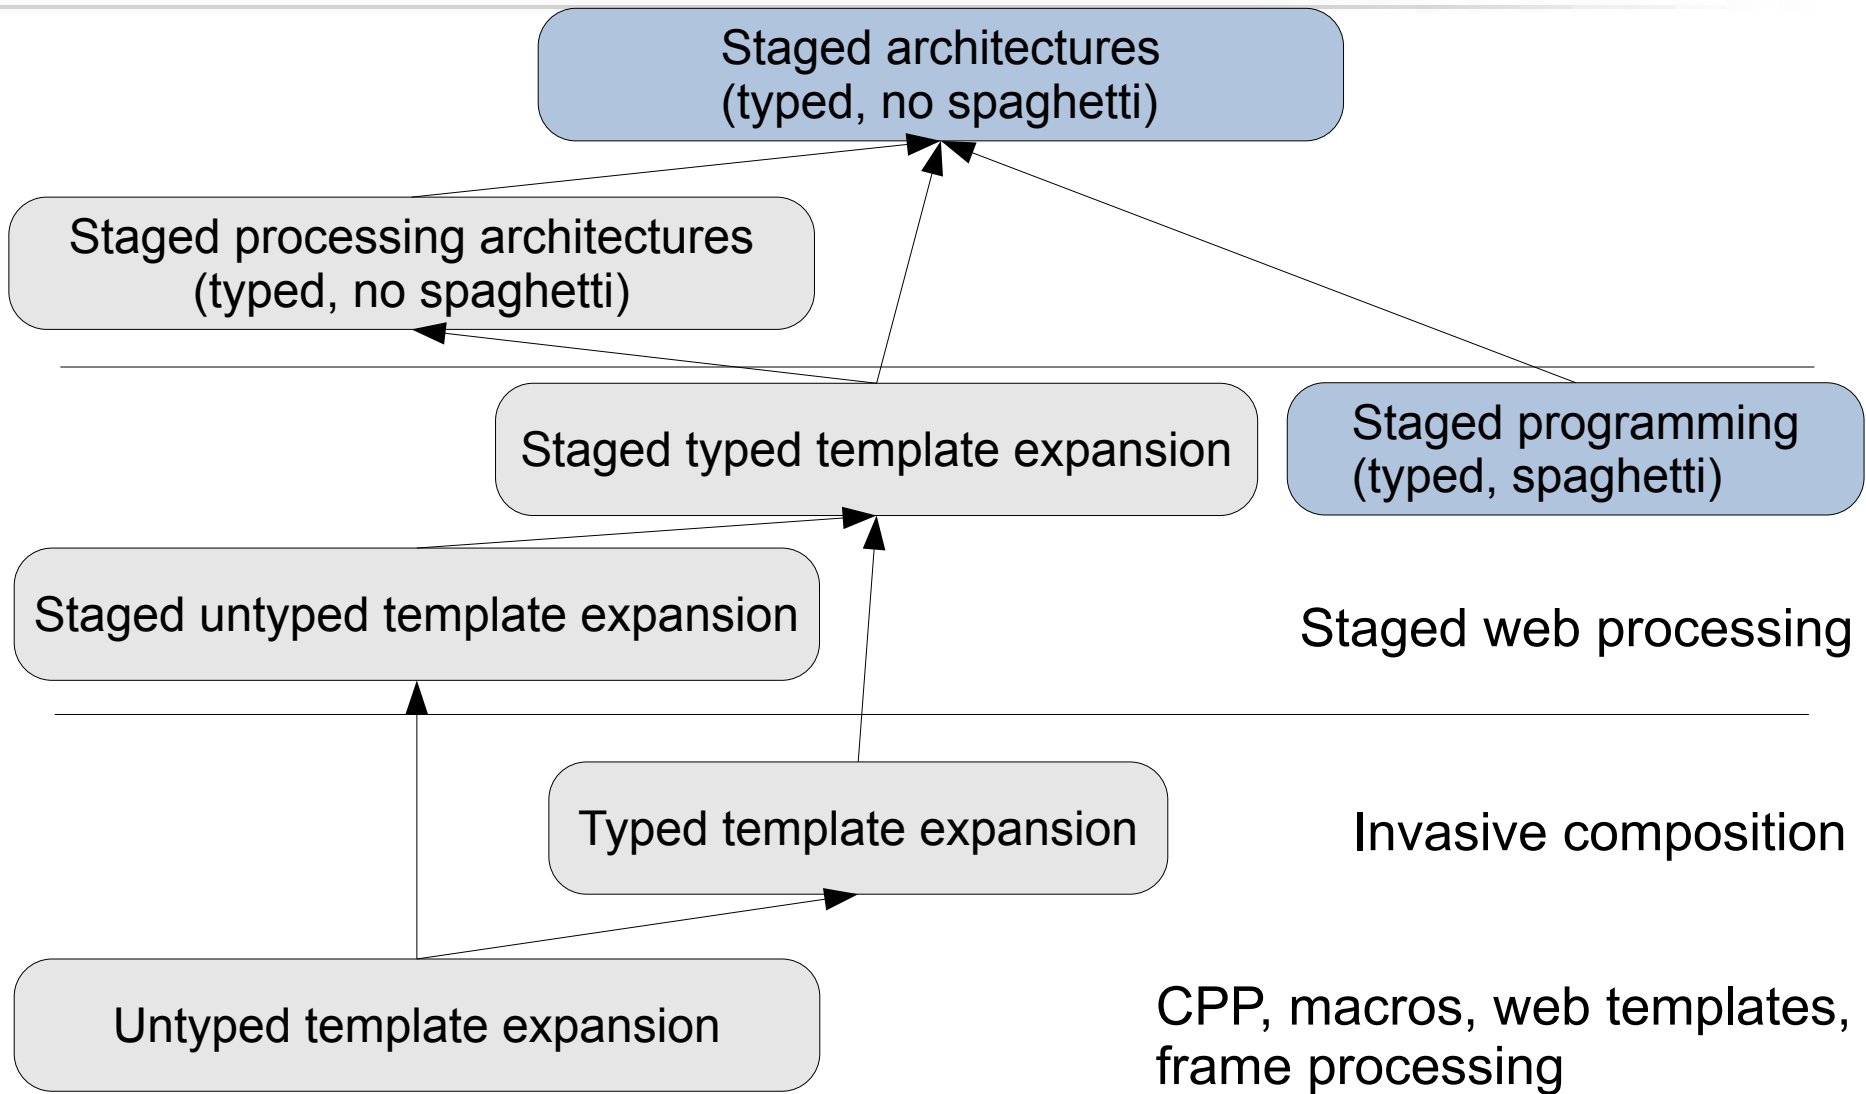 Staged architectures
(typed, no spaghetti)
Staged processing architectures
(typed, no spaghetti)
Staged typed template expansion
Staged programming
(typed, spaghetti)
Staged untyped template expansion
Staged web processing
Typed template expansion
Invasive composition
Untyped template expansion
CPP, macros, web templates,
frame processing